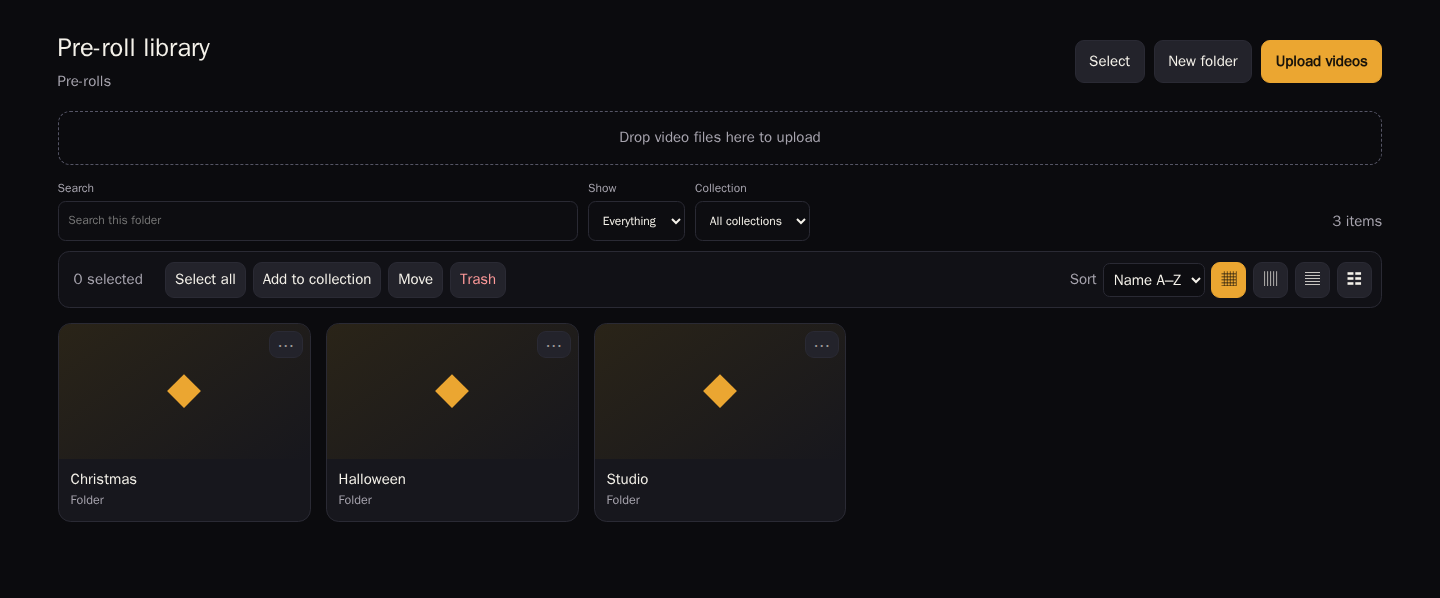 Pre-roll library
Pre-rolls
Select
New folder
Upload videos
Drop video files here to upload
Search
Show
Collection
Search this folder
Everything
All collections
3 items
0 selected
Select all
Add to collection
Move
Trash
Sort
Name A–Z
Christmas
Folder
Halloween
Folder
Studio
Folder